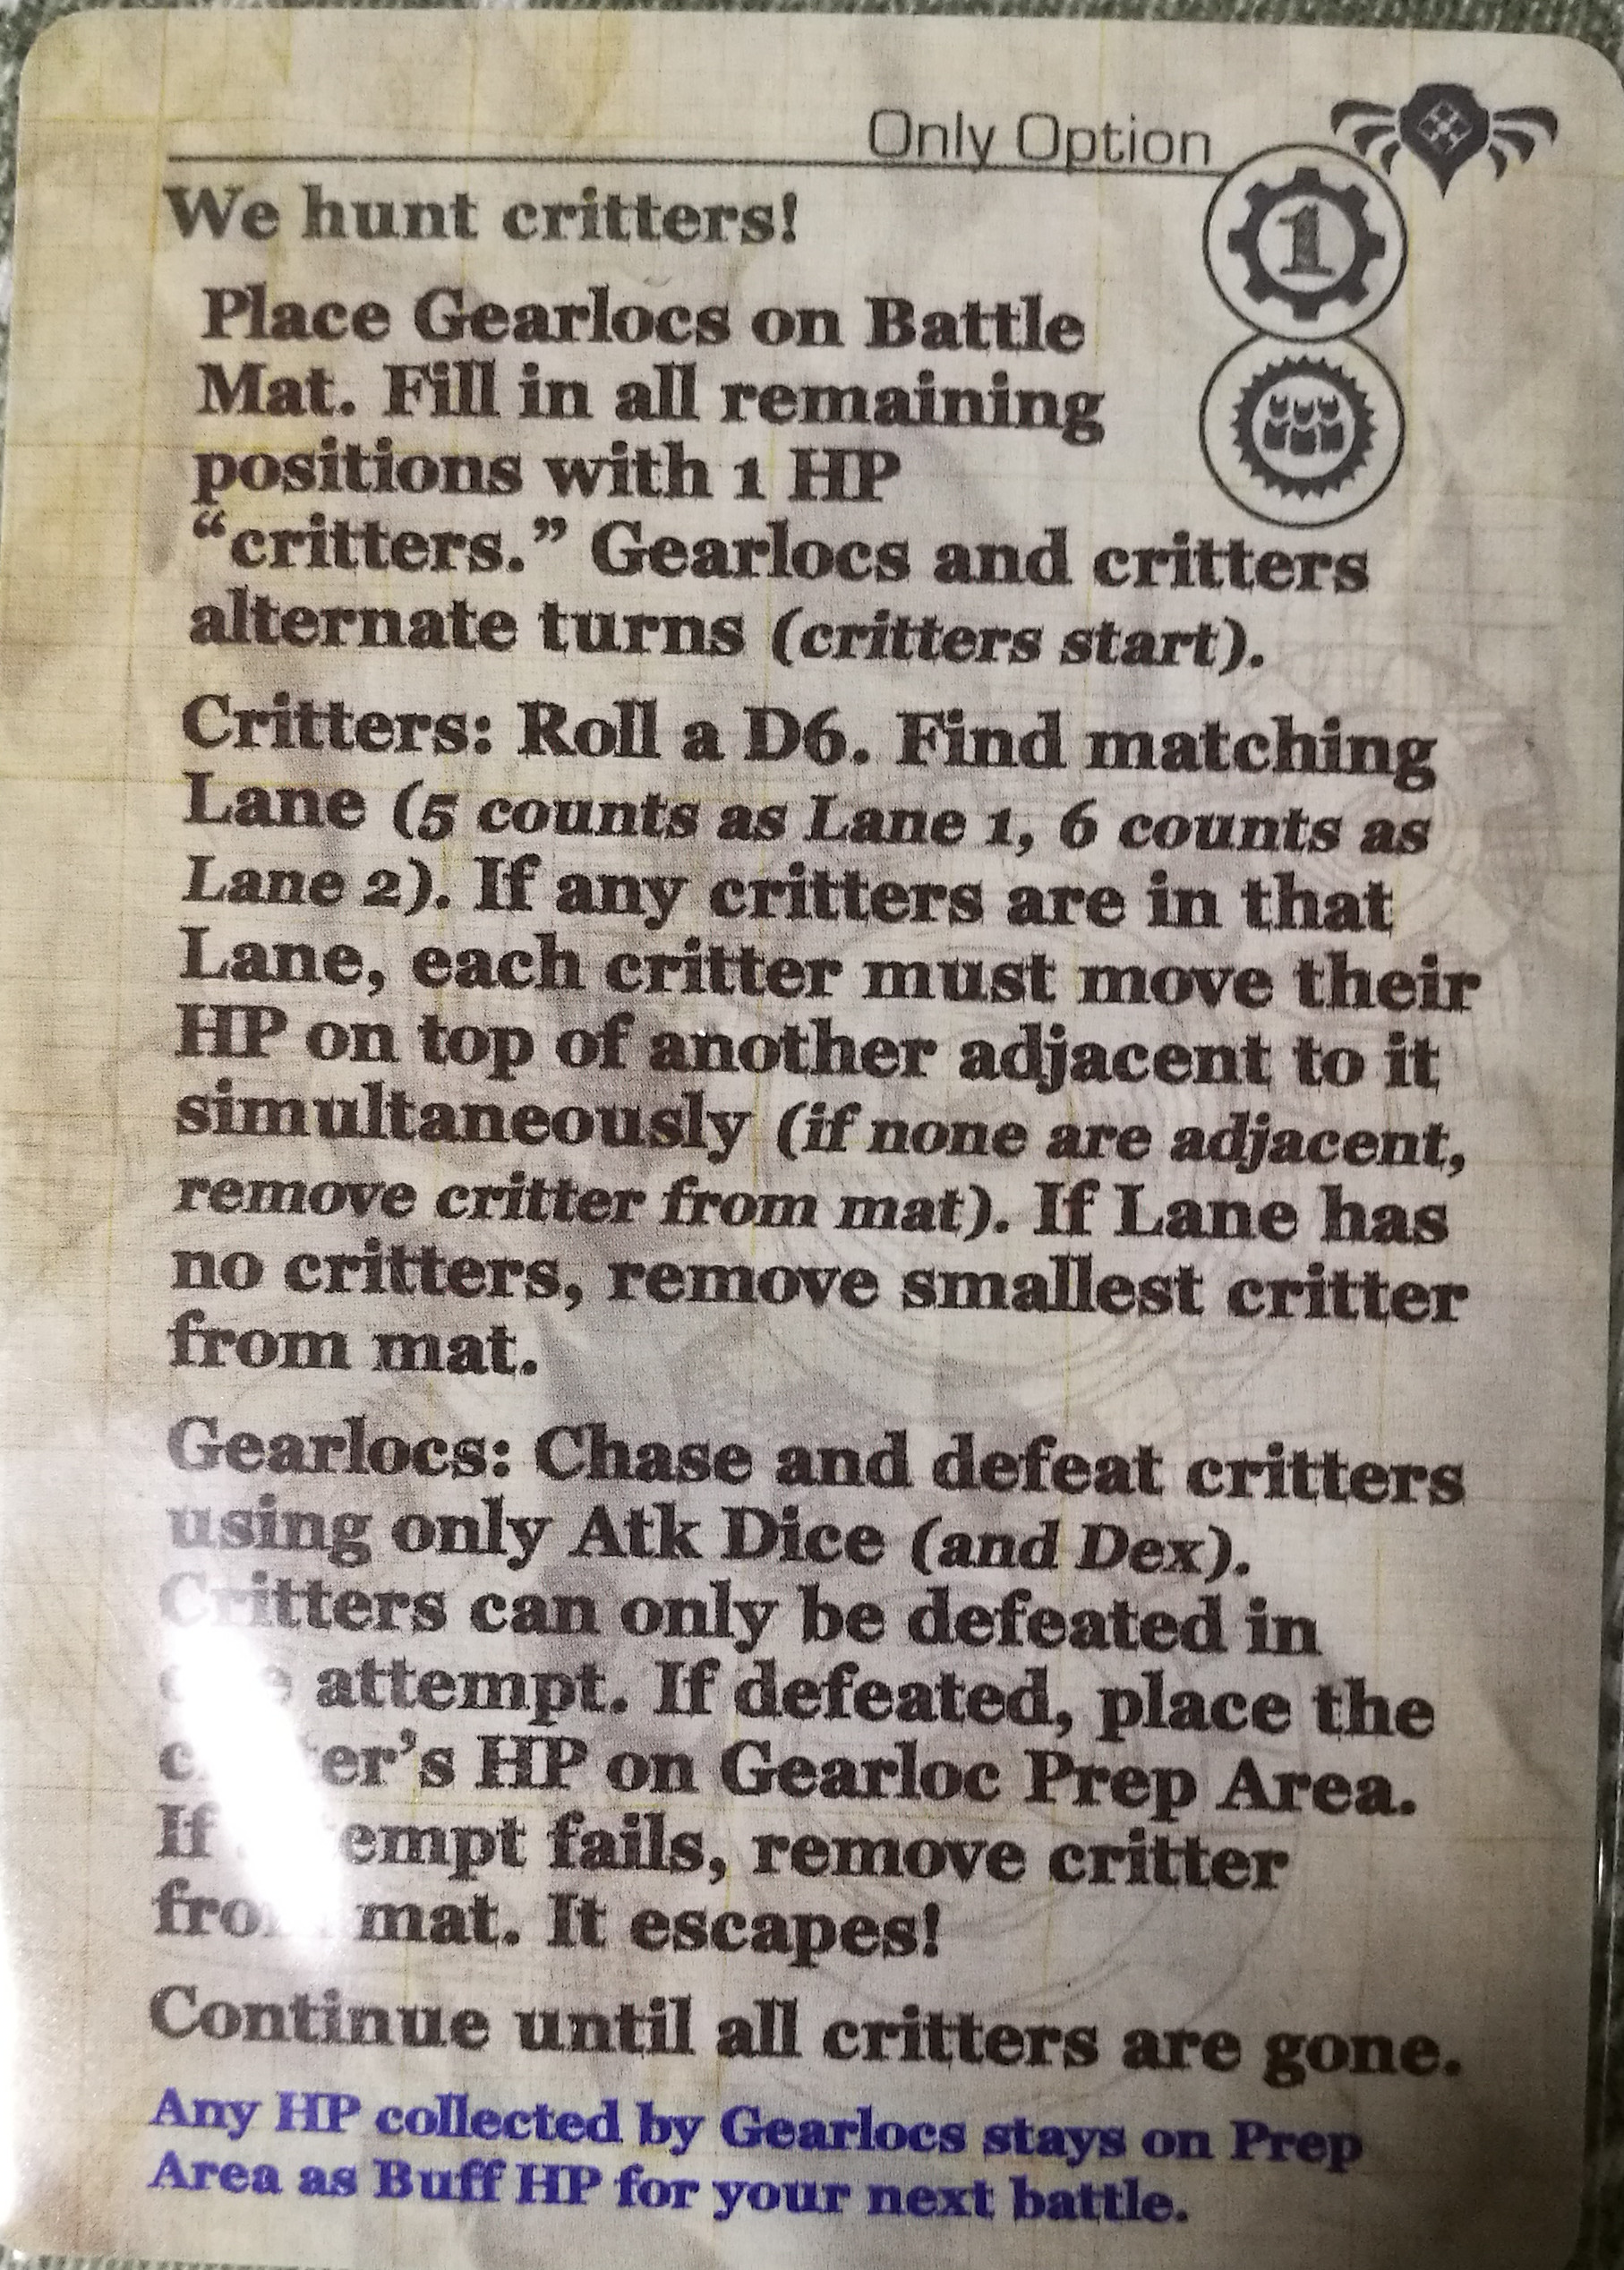 Only Option
1
We hunt critters!
Place Gearlocs on Battle
Mat. Fill in all remaining
positions with 1 HP
“critters.” Gearlocs and critters
alternate turns (critters start).
Critters: Roll a D6. Find matching
Lane (5 counts as Lane 1, 6 counts as
Lane 2). If any critters are in that
Lane, each critter must move their
HP on top of another adjacent to it
simultaneously (if none are adjacent,
remove critter from mat). If Lane has
no critters, remove smallest critter
from mat.
Gearlocs: Chase and defeat critters
using only Atk Dice (and Dex).
Critters can only be defeated in
attempt. If defeated, place the
critter’s HP on Gearloc Prep Area.
If attempt fails, remove critter
from mat. It escapes!
Continue until all critters are gone.
Any HP collected by Gearlocs stays on Prep
Area as Buff HP for your next battle.